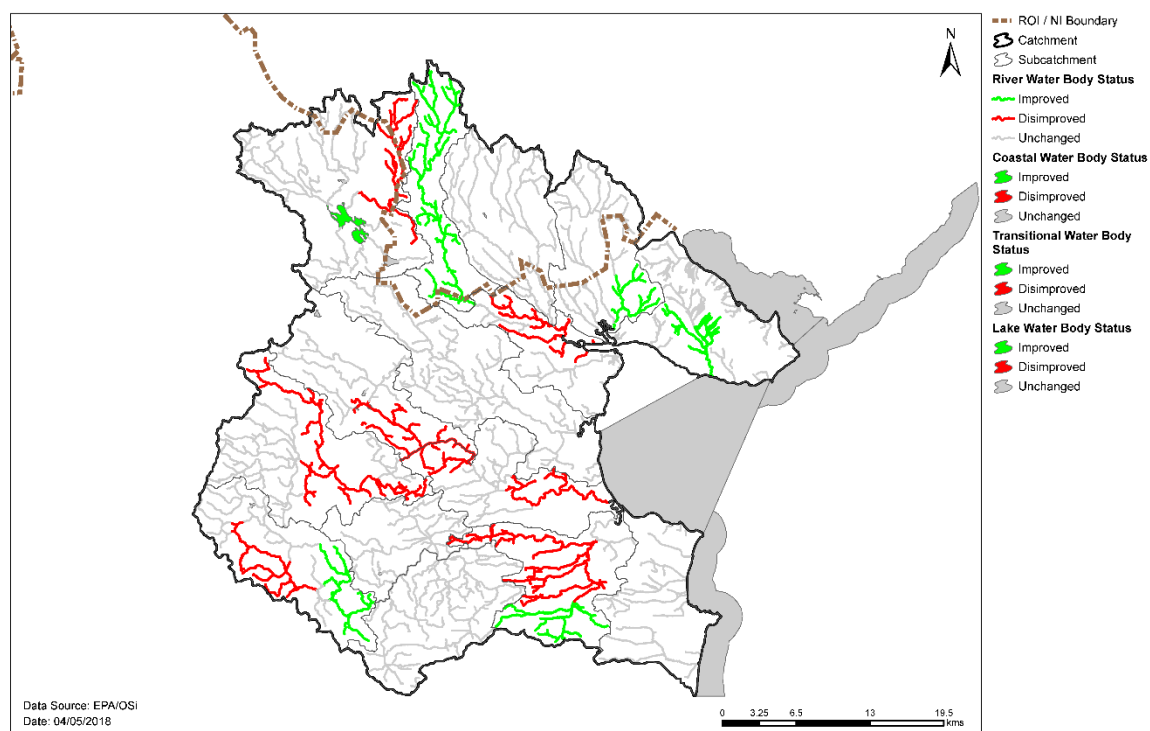 N
ROI / NI Boundary
Catchment
Subcatchment
River Water Body Status
Improved
Disimproved
Unchanged
Coastal Water Body Status
Improved
Disimproved
Unchanged
Transitional Water Body
Status
Improved
Disimproved
Unchanged
Lake Water Body Status
Improved
Disimproved
Unchanged
Data Source: EPA/OSi
Date: 04/05/2018
0 3.25 6.5 13 19.5
kms